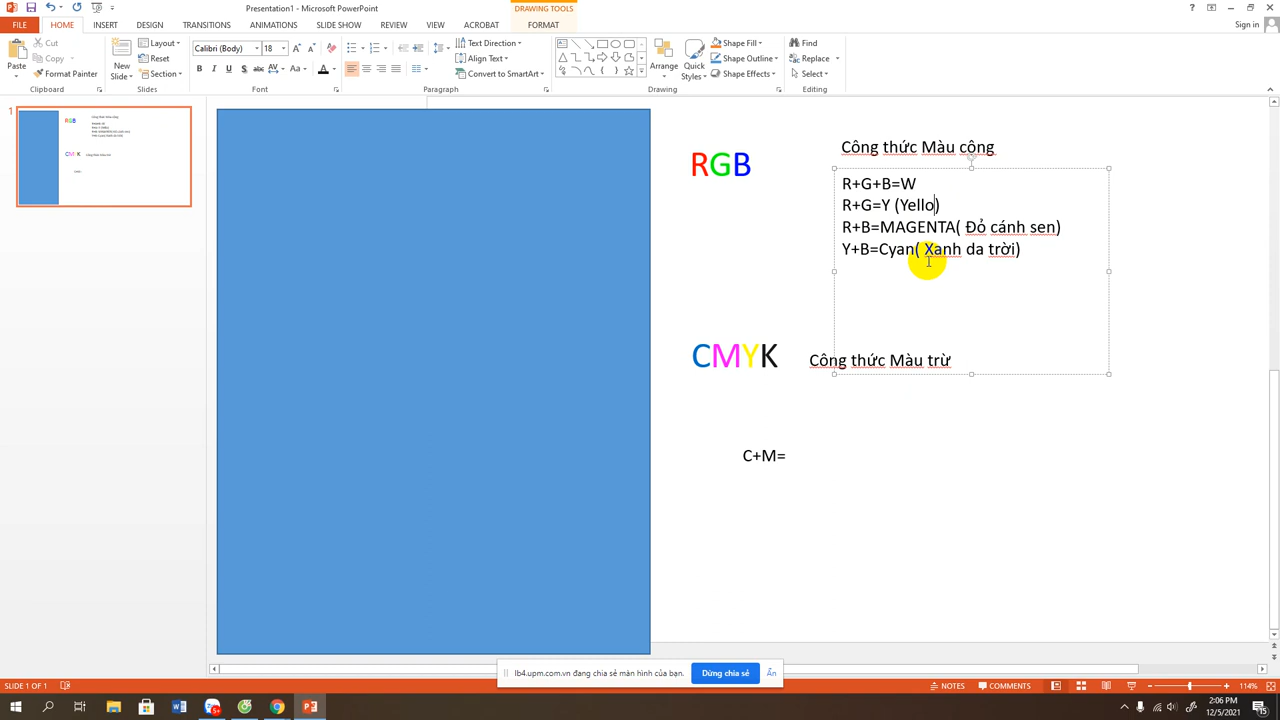 Presentation1 - Microsoft PowerPoint
DRAWING TOOLS
FILE HOME INSERT DESIGN TRANSITIONS ANIMATIONS SLIDE SHOW REVIEW VIEW ACROBAT FORMAT
Sign in
Paste
Cut
Copy
Format Painter
Clipboard
New Slide
Layout
Reset
Section
Slides
Calibri (Body) 18
Font
Paragraph
Text Direction
Align Text
Convert to SmartArt
Arrange
Quick Styles
Shape Fill
Shape Outline
Shape Effects
Drawing
Find
Replace
Select
Editing
1
RGB
Công thức Màu cộng
R+G+B=W
R+G=Y (Yello)
R+B=MAGENTA( Đỏ cánh sen)
Y+B=Cyan( Xanh da trời)
CMYK
Công thức Màu trừ
C+M=
lb4.upm.com.vn đang chia sẻ màn hình của bạn.
Dừng chia sẻ
Ẩn
SLIDE 1 OF 1
NOTES
COMMENTS
114%
2:06 PM
12/5/2021